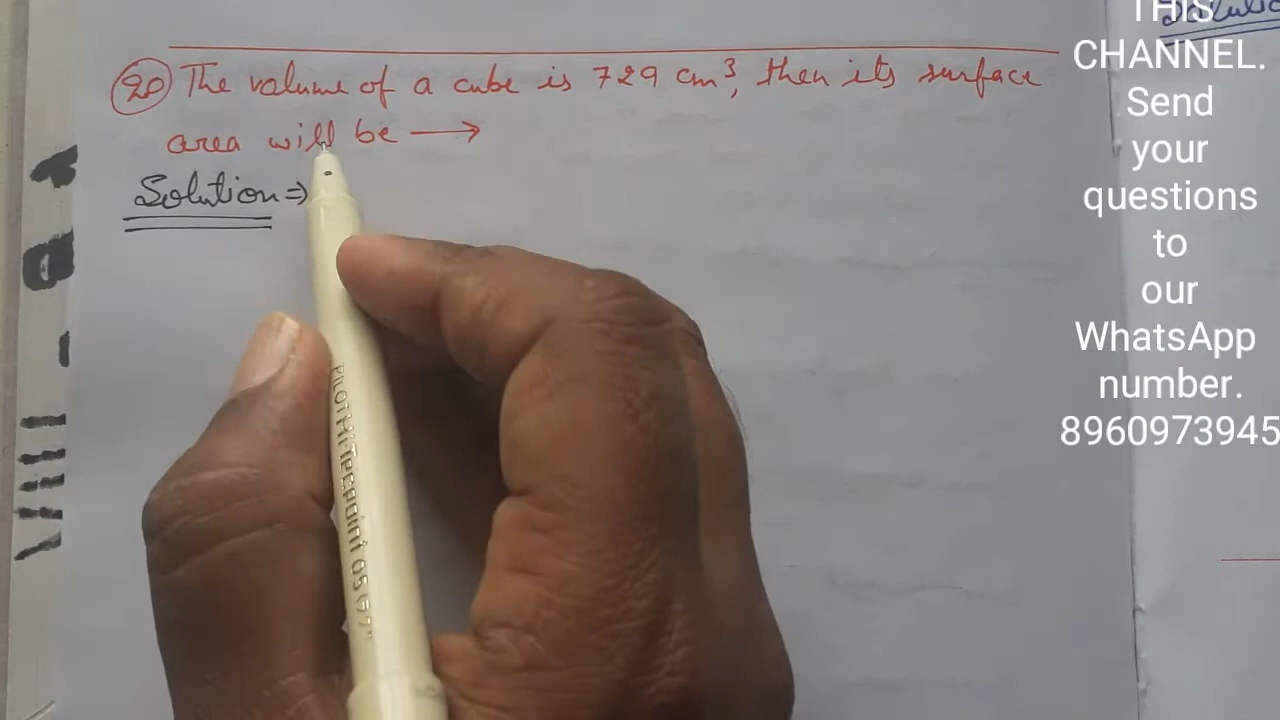 (20) The volume of a cube is 729 cm³, then its surface
area will be →
Solution ⇒
THIS
CHANNEL.
Send
your
questions
to
our
WhatsApp
number.
8960973945
PILOT HI-TECPOINT 05